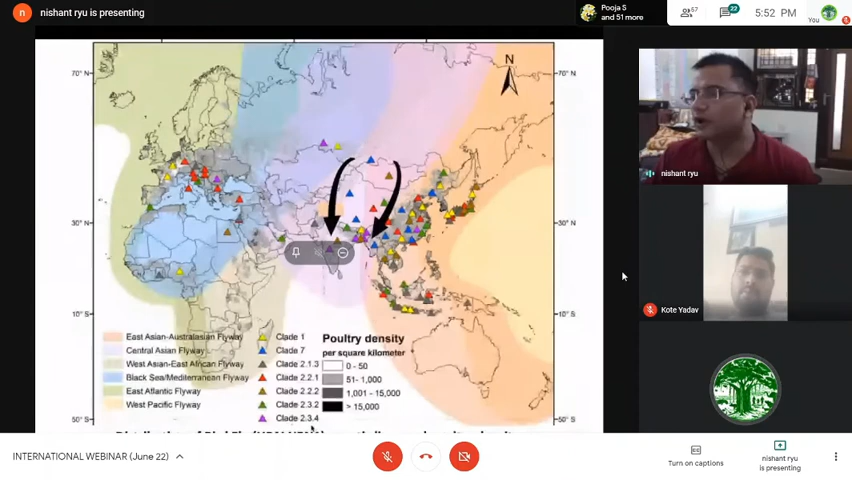 n nishant ryu is presenting
Pooja S
and 51 more
57
22
5:52 PM
You
N
70° N
70° N
30° N
30° N
10° N
10° N
10° S
10° S
50° S
50° S
East Asian-Australasian Flyway
Central Asian Flyway
West Asian-East African Flyway
Black Sea/Mediterranean Flyway
East Atlantic Flyway
West Pacific Flyway
Clade 1
Clade 7
Clade 2.1.3
Clade 2.2.1
Clade 2.2.2
Clade 2.3.2
Clade 2.3.4
Poultry density
per square kilometer
0 - 50
51- 1,000
1,001 - 15,000
> 15,000
nishant ryu
Kote Yadav
INTERNATIONAL WEBINAR (June 22)
Turn on captions
nishant ryu
is presenting